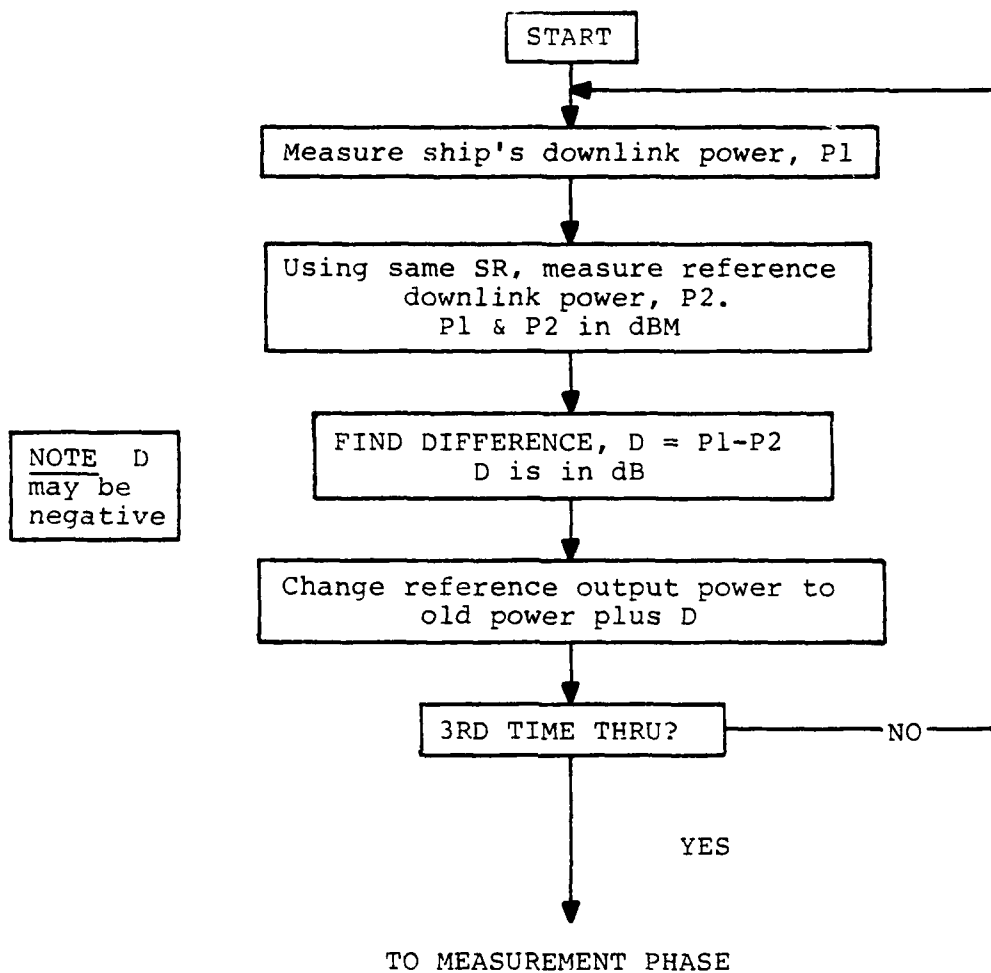 START
Measure ship's downlink power, P1
Using same SR, measure reference
downlink power, P2.
P1 & P2 in dBM
FIND DIFFERENCE, D = P1-P2
D is in dB
NOTE D
may be
negative
Change reference output power to
old power plus D
3RD TIME THRU?
NO
YES
TO MEASUREMENT PHASE